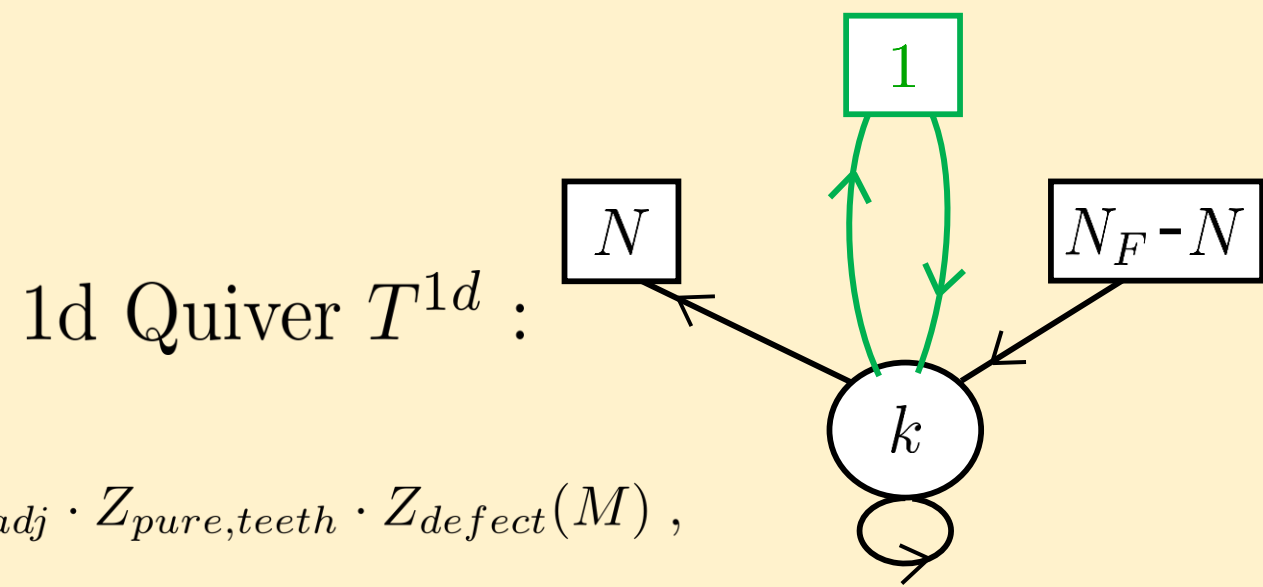 1
N
N_F-N
1d Quiver T^{1d} :
k
adj · Z_{pure,teeth} · Z_{defect}(M) ,